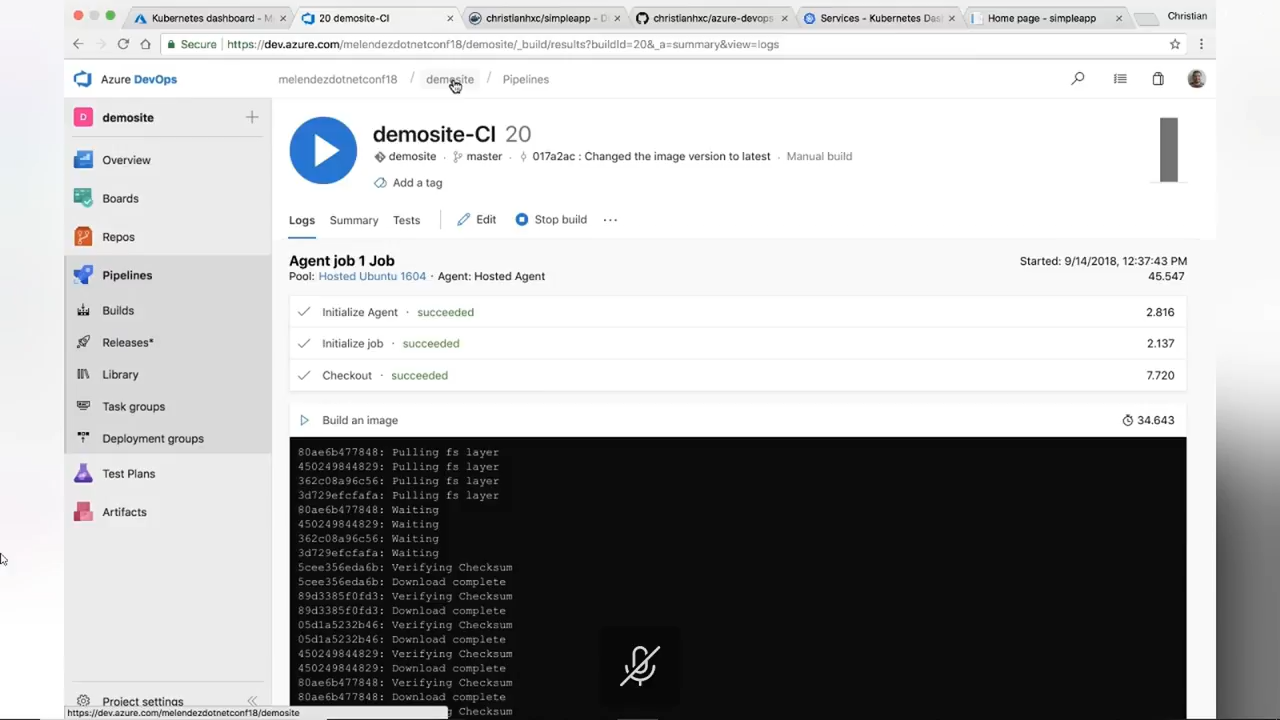 Kubernetes dashboard - M
20 demosite-CI
christianhxc/simpleapp - D
christianhxc/azure-devops
Services - Kubernetes Das
Home page - simpleapp
Christian
Secure
https://dev.azure.com/melendezdotnetconf18/demosite/_build/results?buildId=20&_a=summary&view=logs
Azure DevOps
melendezdotnetconf18 / demosite / Pipelines
D demosite
Overview
Boards
Repos
Pipelines
Builds
Releases*
Library
Task groups
Deployment groups
Test Plans
Artifacts
Project settings
demosite-CI 20
demosite · master · 017a2ac : Changed the image version to latest Manual build
Add a tag
Logs Summary Tests Edit Stop build ...
Agent job 1 Job
Started: 9/14/2018, 12:37:43 PM
Pool: Hosted Ubuntu 1604 · Agent: Hosted Agent
45.547
Initialize Agent · succeeded 2.816
Initialize job · succeeded 2.137
Checkout · succeeded 7.720
Build an image 34.643
80ae6b477848: Pulling fs layer
450249844829: Pulling fs layer
362c08a96c56: Pulling fs layer
3d729efcfafa: Pulling fs layer
80ae6b477848: Waiting
450249844829: Waiting
362c08a96c56: Waiting
3d729efcfafa: Waiting
5cee356eda6b: Verifying Checksum
5cee356eda6b: Download complete
89d3385f0fd3: Verifying Checksum
89d3385f0fd3: Download complete
05d1a5232b46: Verifying Checksum
05d1a5232b46: Download complete
450249844829: Verifying Checksum
450249844829: Download complete
80ae6b477848: Verifying Checksum
80ae6b477848: Download complete
ng Checksum
https://dev.azure.com/melendezdotnetconf18/demosite